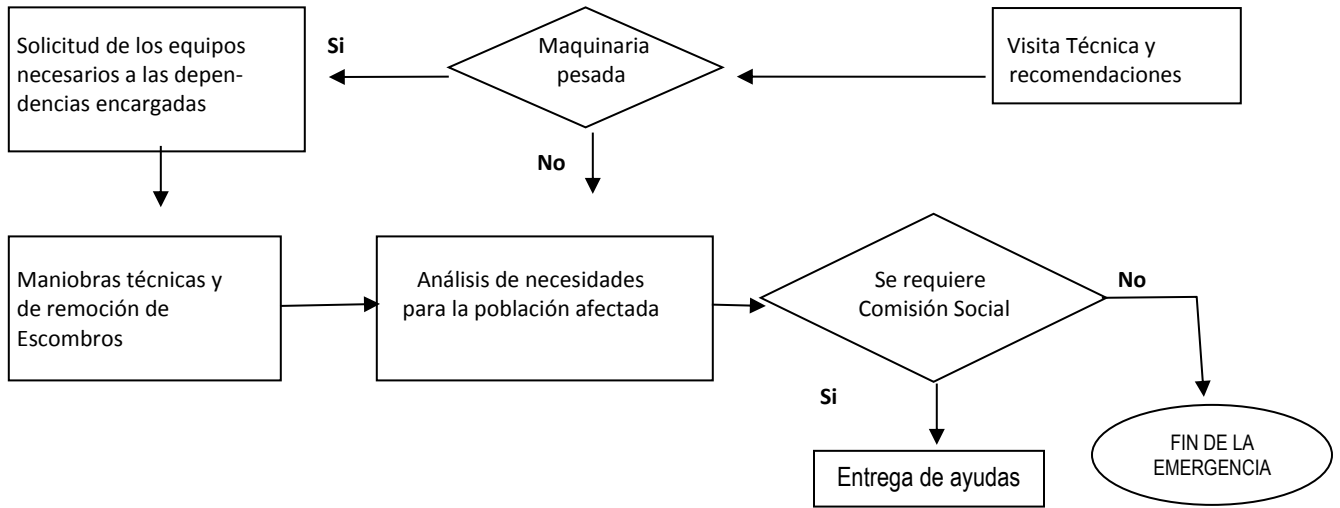 Solicitud de los equipos
necesarios a las depen-
dencias encargadas
Si
Maquinaria
pesada
Visita Técnica y
recomendaciones
No
Maniobras técnicas y
de remoción de
Escombros
Análisis de necesidades
para la población afectada
Se requiere
Comisión Social
No
Si
Entrega de ayudas
FIN DE LA
EMERGENCIA